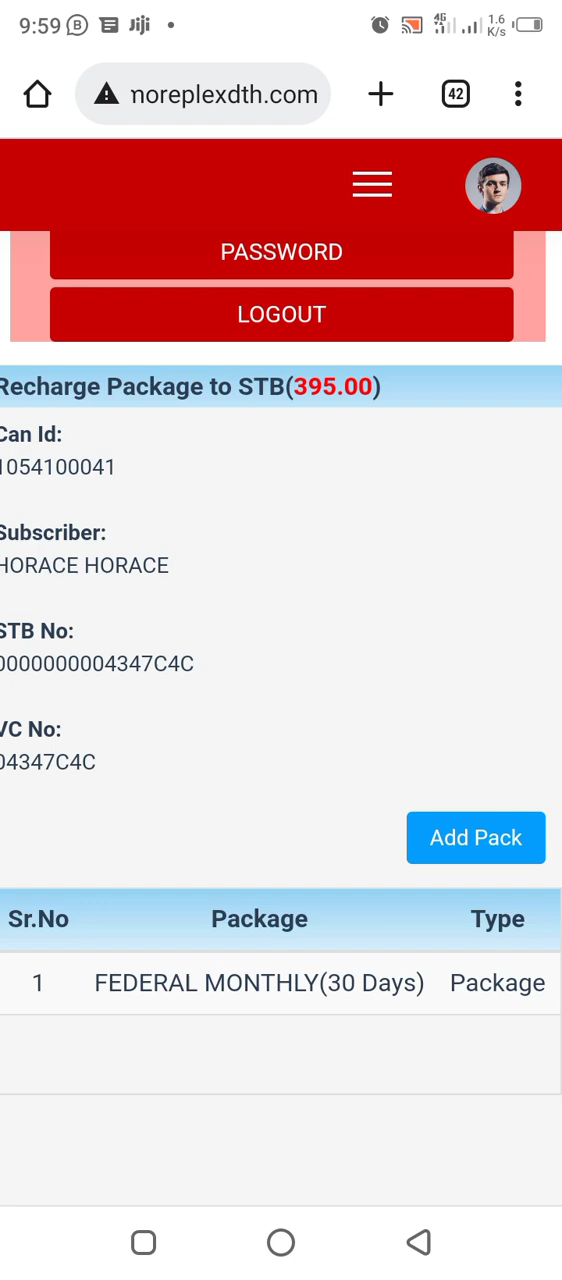 9:59 B Jiji 4G 1.6 K/s
noreplexdth.com 42
PASSWORD
LOGOUT
Recharge Package to STB(395.00)
Can Id:
1054100041
Subscriber:
HORACE HORACE
STB No:
0000000004347C4C
VC No:
04347C4C
Add Pack
Sr.No Package Type
1 FEDERAL MONTHLY(30 Days) Package